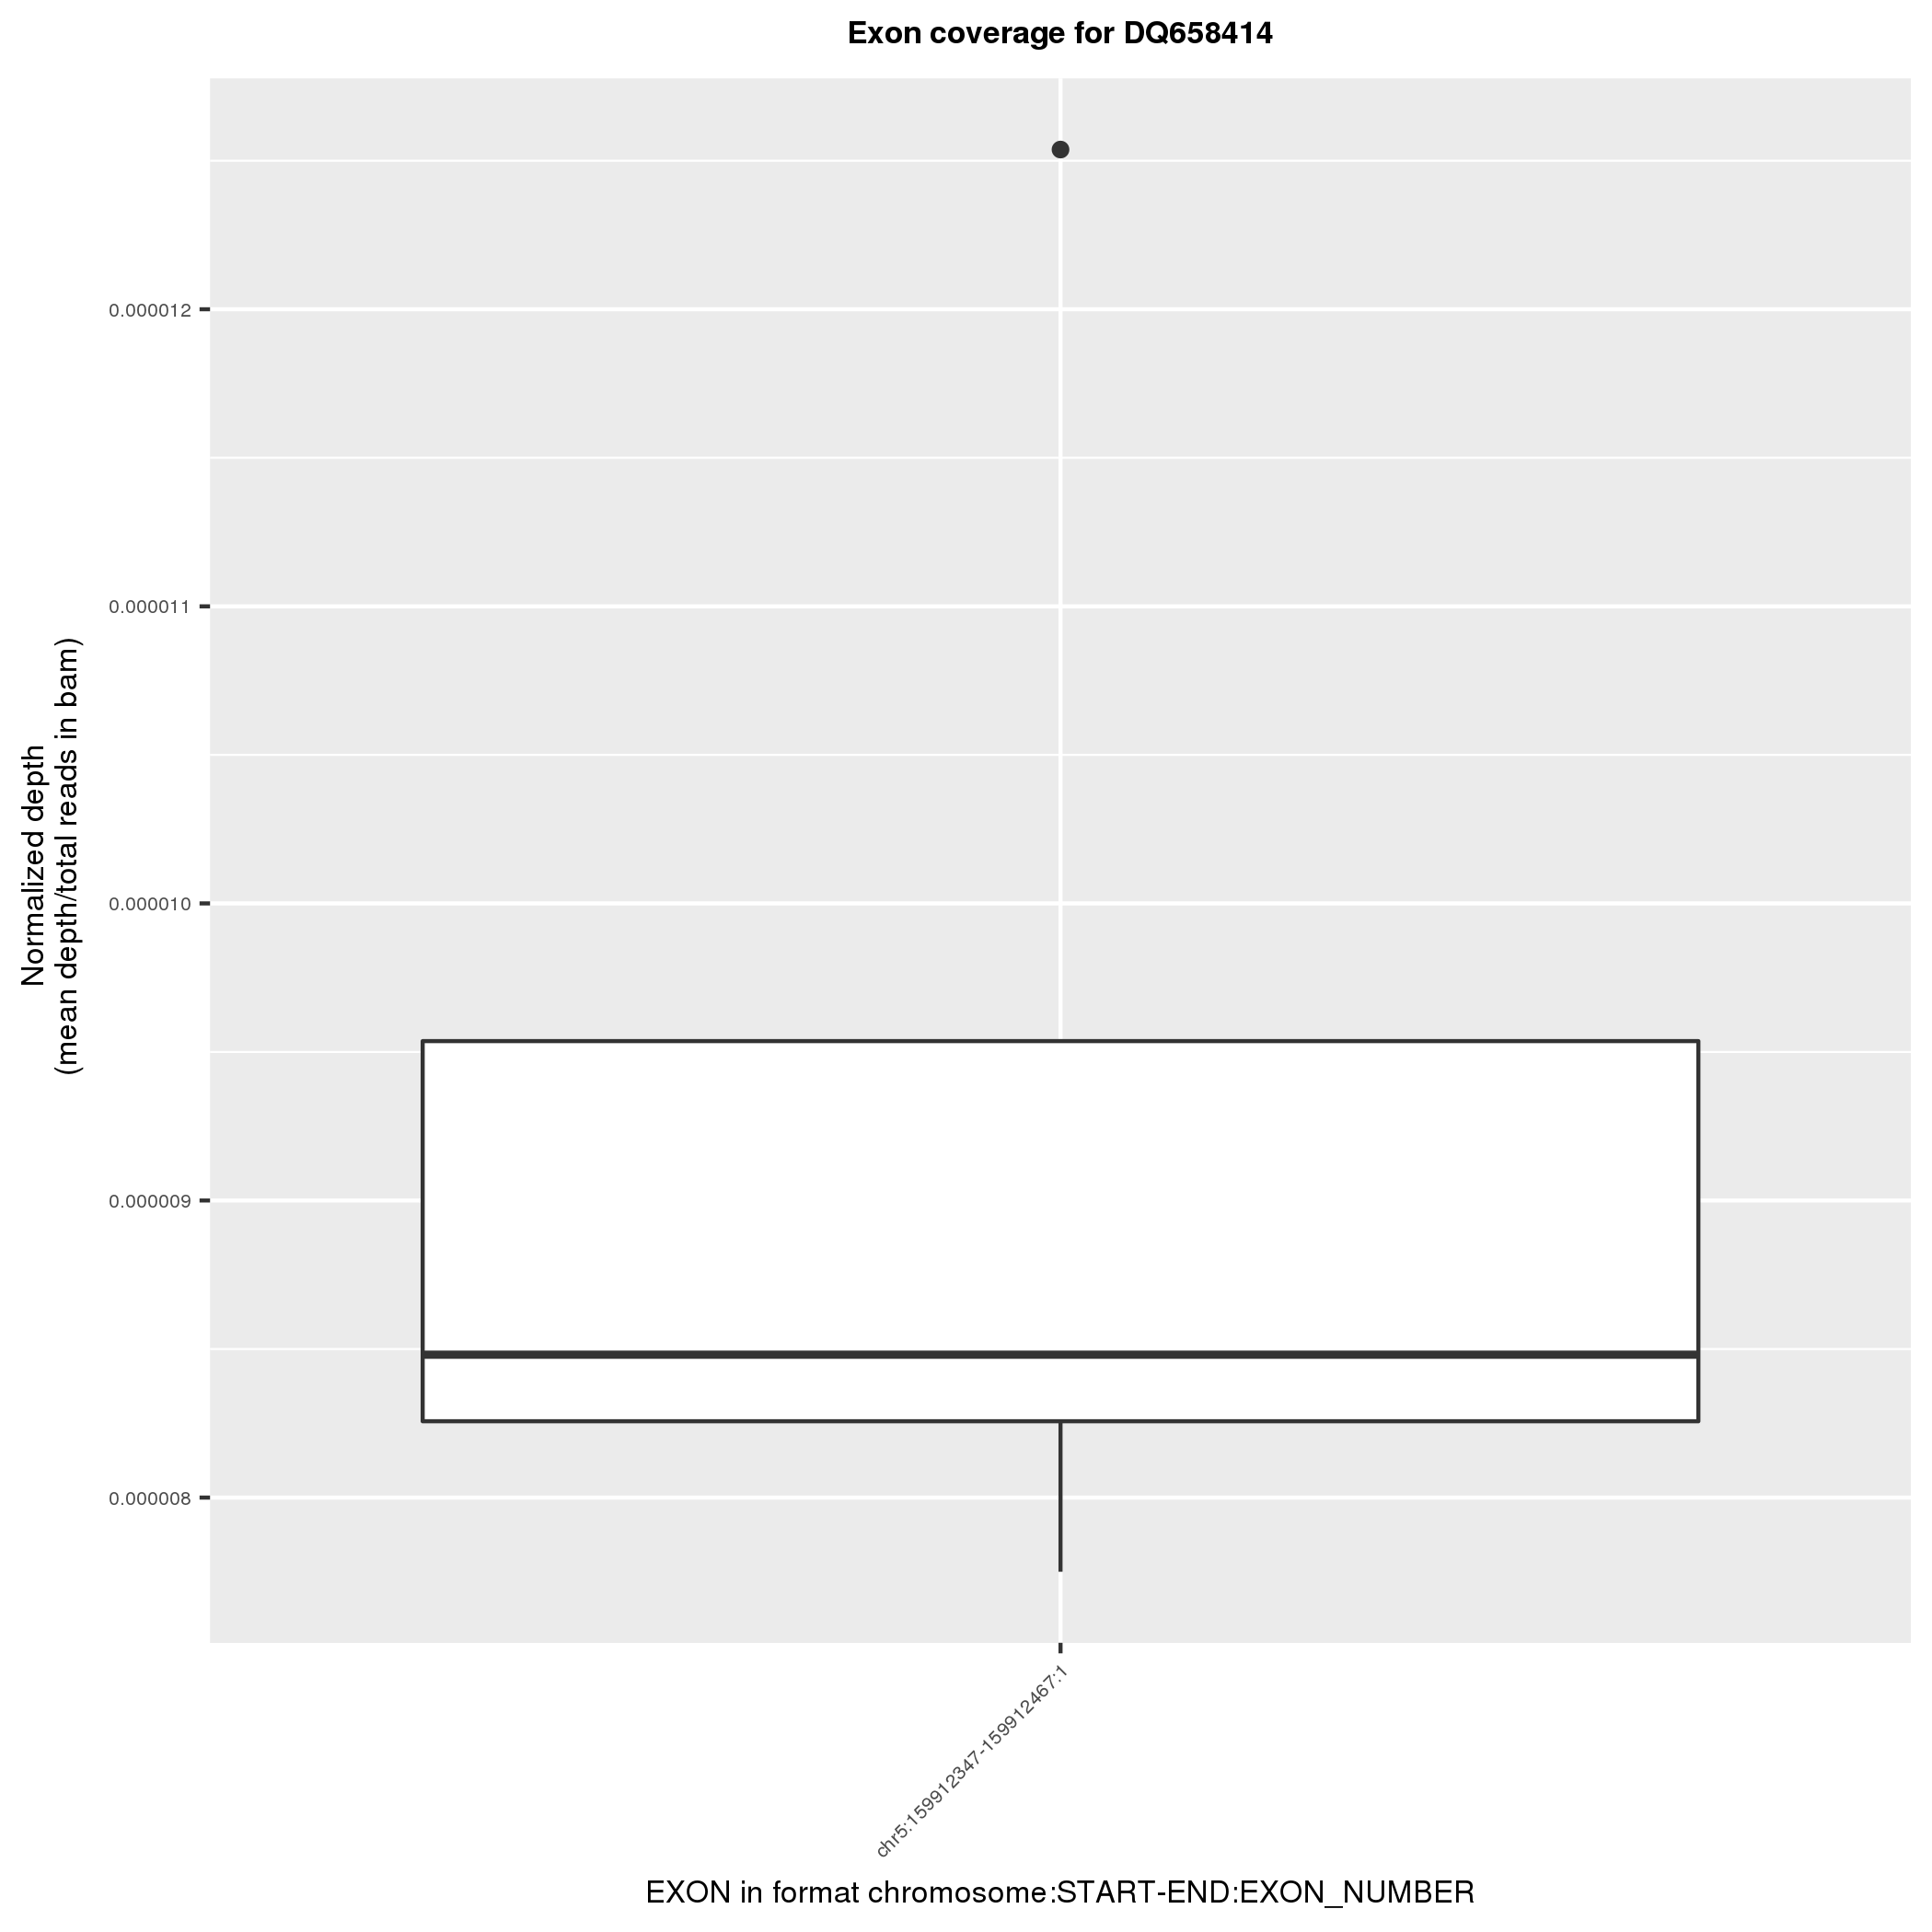 Exon coverage for DQ658414
Normalized depth
(mean depth/total reads in bam)
0.000012
0.000011
0.000010
0.000009
0.000008
chr5:159912347-159912467:1
EXON in format chromosome:START-END:EXON_NUMBER